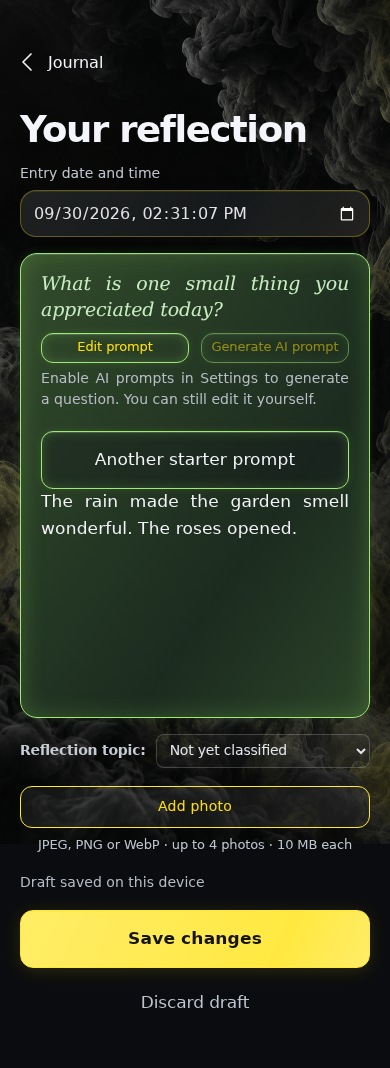 Journal
Your reflection
Entry date and time
09/30/2026, 02:31:07 PM
What is one small thing you
appreciated today?
Edit prompt
Generate AI prompt
Enable AI prompts in Settings to generate
a question. You can still edit it yourself.
Another starter prompt
The rain made the garden smell
wonderful. The roses opened.
Reflection topic:
Not yet classified
Add photo
JPEG, PNG or WebP · up to 4 photos · 10 MB each
Draft saved on this device
Save changes
Discard draft